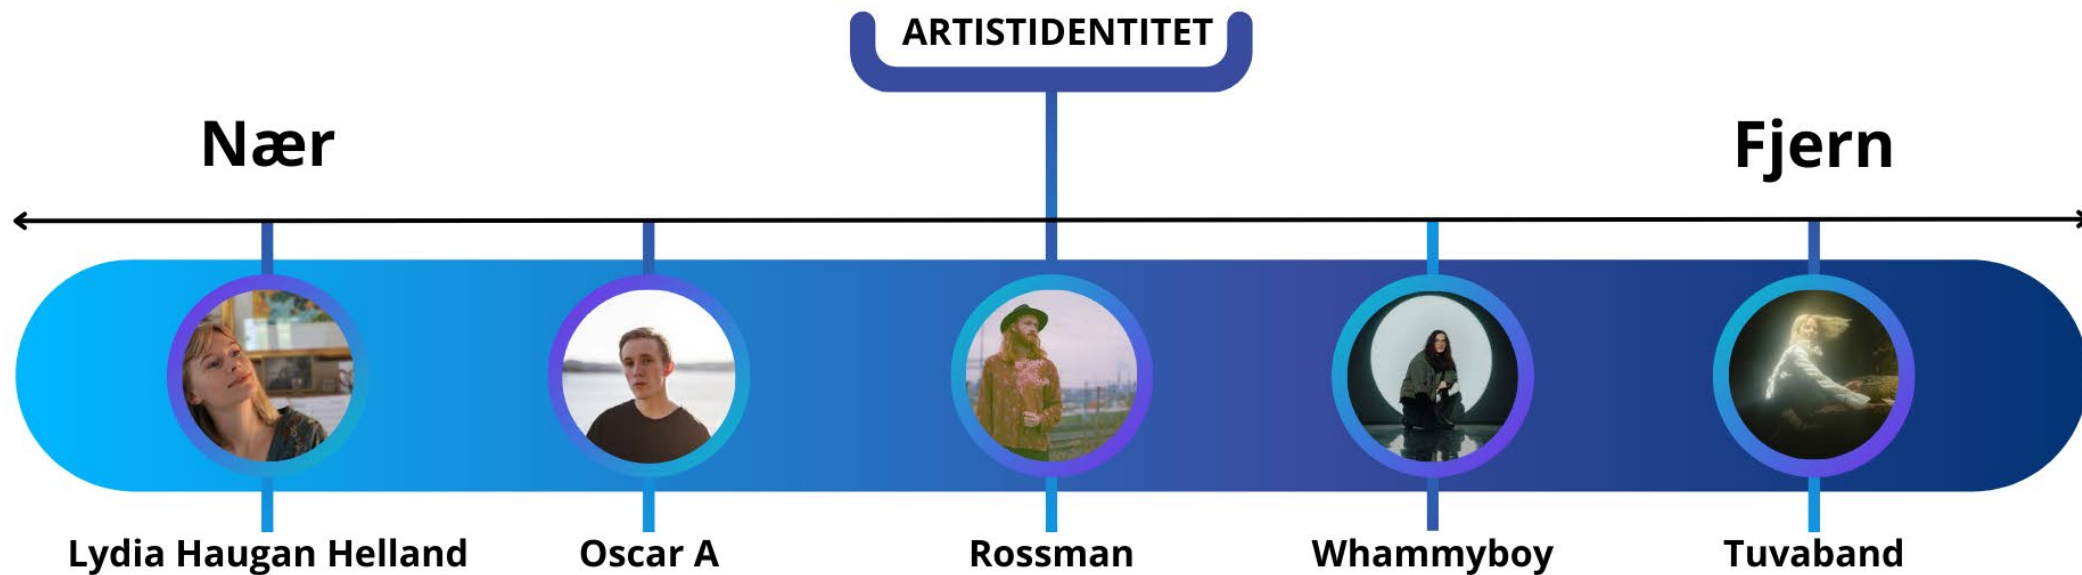 ARTISTIDENTITET
Nær
Fjern
Lydia Haugan Helland
Oscar A
Rossman
Whammyboy
Tuvaband